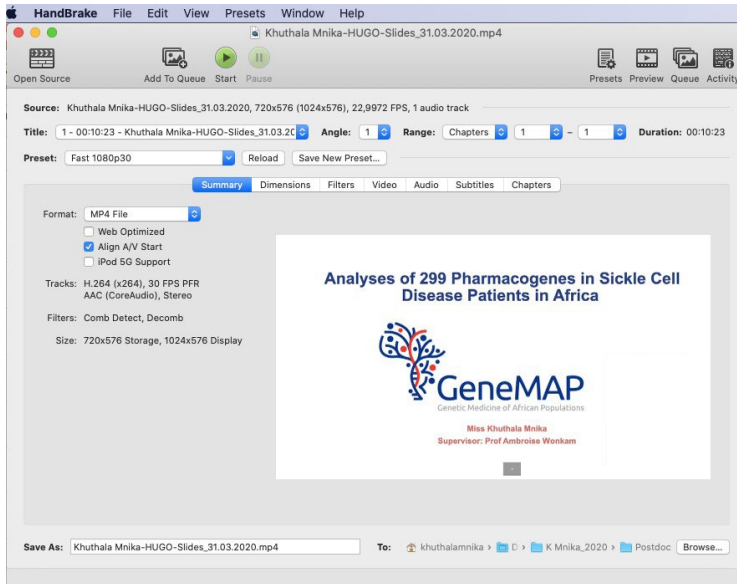 HandBrake File Edit View Presets Window Help
Khuthala Mnika-HUGO-Slides_31.03.2020.mp4
Open Source Add To Queue Start Pause Presets Preview Queue Activity
Source: Khuthala Mnika-HUGO-Slides_31.03.2020, 720x576 (1024x576), 22,9972 FPS, 1 audio track
Title: 1 - 00:10:23 - Khuthala Mnika-HUGO-Slides_31.03.2C Angle: 1 Range: Chapters 1 - 1 Duration: 00:10:23
Preset: Fast 1080p30 Reload Save New Preset...
Summary Dimensions Filters Video Audio Subtitles Chapters
Format: MP4 File
Web Optimized
Align A/V Start
iPod 5G Support
Tracks: H.264 (x264), 30 FPS PFR
AAC (CoreAudio), Stereo
Filters: Comb Detect, Decomb
Size: 720x576 Storage, 1024x576 Display
Analyses of 299 Pharmacogenes in Sickle Cell
Disease Patients in Africa
GeneMAP
Genetic Medicine of African Populations
Miss Khuthala Mnika
Supervisor: Prof Ambroise Wonkam
Save As: Khuthala Mnika-HUGO-Slides_31.03.2020.mp4 To: khuthalamnika › D › K Mnika_2020 › Postdoc Browse...